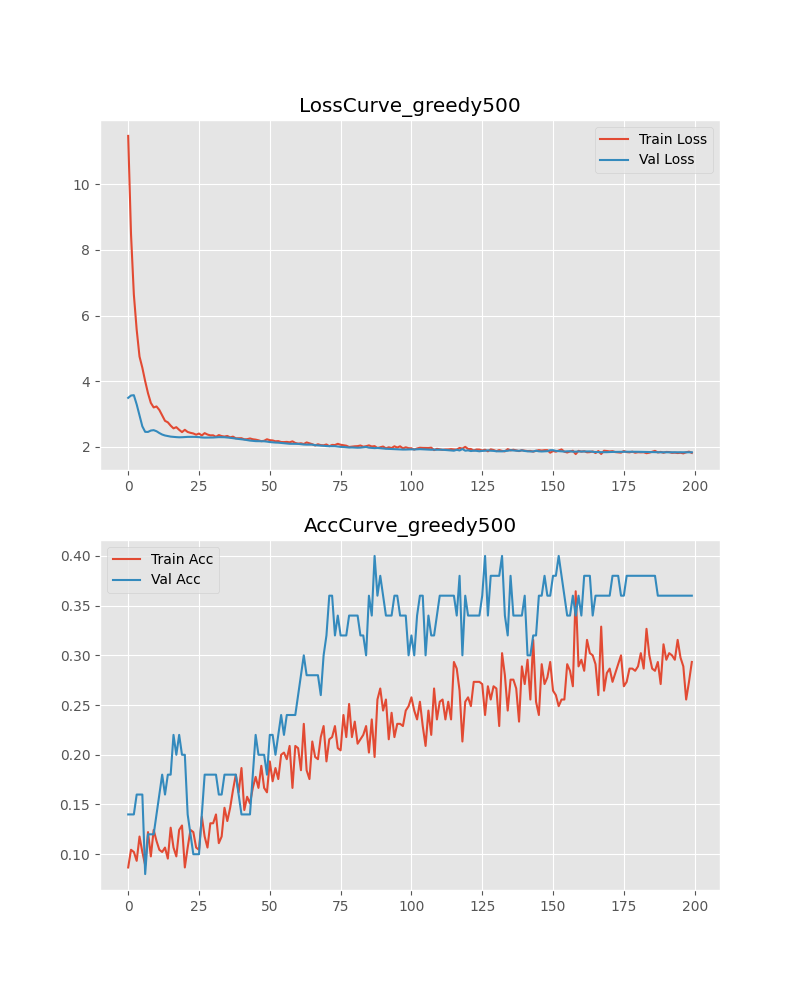 LossCurve_greedy500
Train Loss
Val Loss
10
8
6
4
2
0 25 50 75 100 125 150 175 200
AccCurve_greedy500
Train Acc
Val Acc
0.40
0.35
0.30
0.25
0.20
0.15
0.10
0 25 50 75 100 125 150 175 200